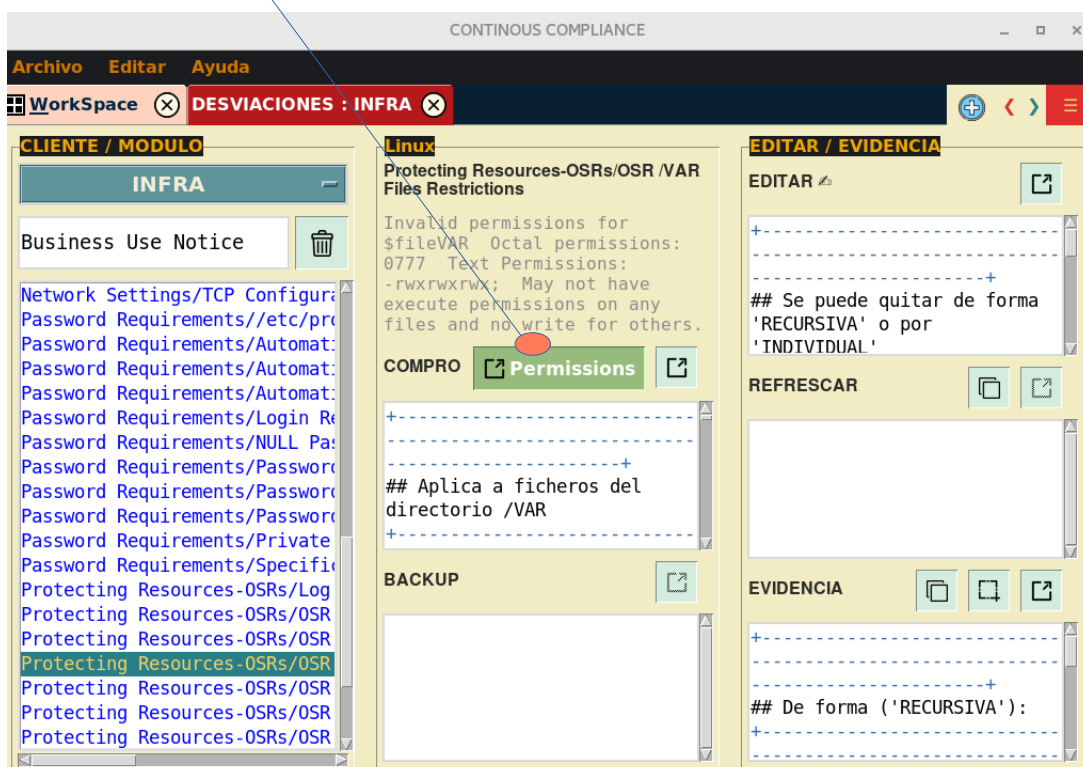 CONTINOUS COMPLIANCE
Archivo Editar Ayuda
WorkSpace DESVIACIONES : INFRA
CLIENTE / MODULO
INFRA
Business Use Notice
Network Settings/TCP Configura
Password Requirements//etc/pro
Password Requirements/Automati
Password Requirements/Automati
Password Requirements/Automati
Password Requirements/Login Re
Password Requirements/NULL Pas
Password Requirements/Password
Password Requirements/Password
Password Requirements/Password
Password Requirements/Private
Password Requirements/Specific
Protecting Resources-OSRs/Log
Protecting Resources-OSRs/OSR
Protecting Resources-OSRs/OSR
Protecting Resources-OSRs/OSR
Protecting Resources-OSRs/OSR
Protecting Resources-OSRs/OSR
Protecting Resources-OSRs/OSR
Linux
Protecting Resources-OSRs/OSR /VAR
Files Restrictions
Invalid permissions for
$fileVAR Octal permissions:
0777 Text Permissions:
-rwxrwxrwx; May not have
execute permissions on any
files and no write for others.
COMPRO Permissions
+------------------------------
------------------------------
-----------------------+
## Aplica a ficheros del
directorio /VAR
+------------------------------
BACKUP
EDITAR / EVIDENCIA
EDITAR ✍
+-----------------------------
------------------------------
-----------------------+
## Se puede quitar de forma
'RECURSIVA' o por
'INDIVIDUAL'
REFRESCAR
EVIDENCIA
+-----------------------------
------------------------------
-----------------------+
## De forma ('RECURSIVA'):
+-----------------------------
------------------------------